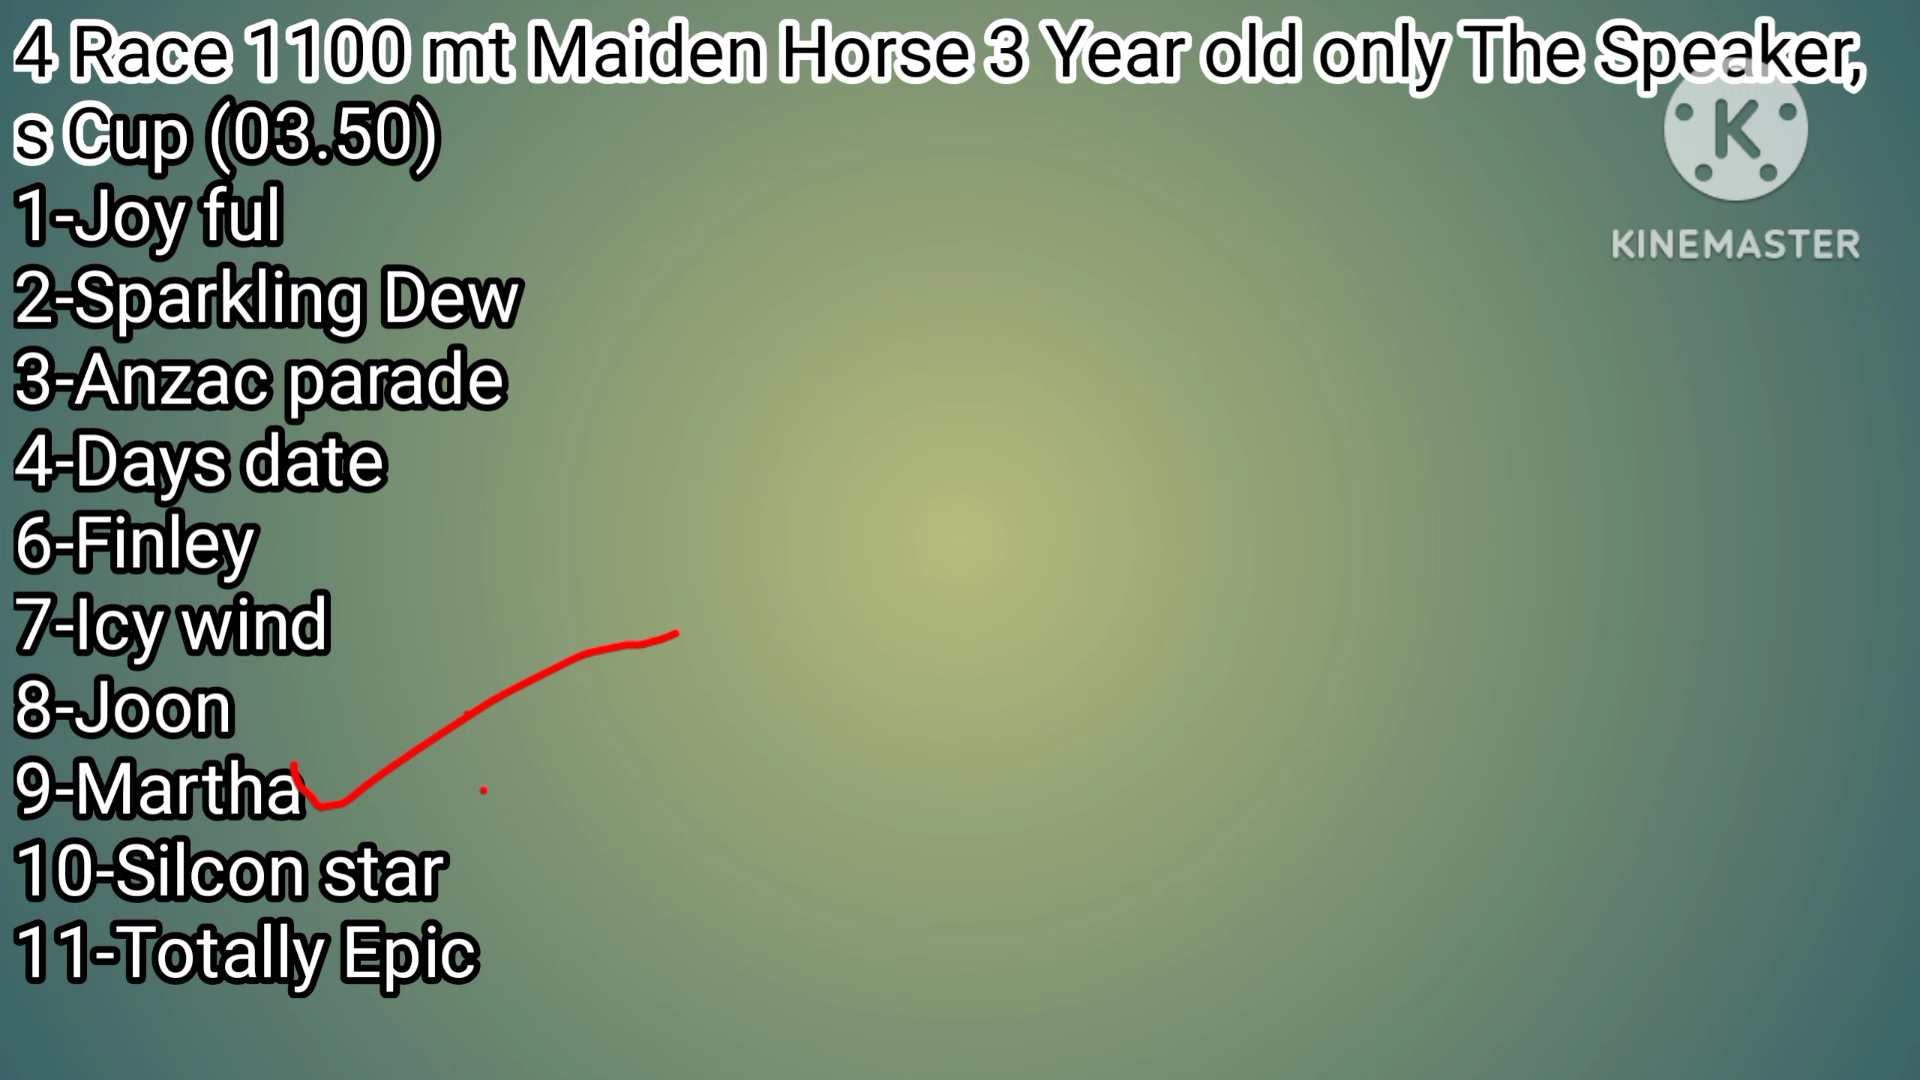 4 Race 1100 mt Maiden Horse 3 Year old only The Speaker,
s Cup (03.50)
1-Joy ful
2-Sparkling Dew
3-Anzac parade
4-Days date
6-Finley
7-Icy wind
8-Joon
9-Martha
10-Silcon star
11-Totally Epic
K
KINEMASTER